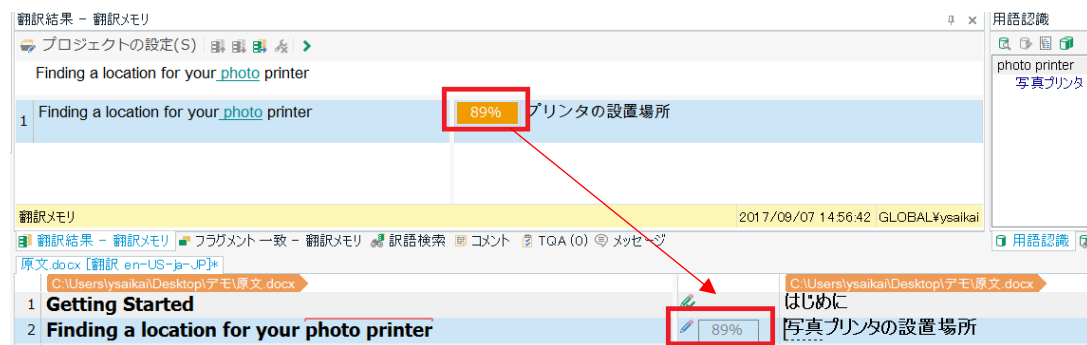 翻訳結果 - 翻訳メモリ
用語認識
プロジェクトの設定(S)
Finding a location for your photo printer
photo printer
写真プリンタ
1 Finding a location for your photo printer 89% プリンタの設置場所
翻訳メモリ 2017/09/07 14:56:42 GLOBAL¥ysaikai
翻訳結果 - 翻訳メモリ フラグメント一致 - 翻訳メモリ 訳語検索 コメント TQA (0) メッセージ 用語認識
原文.docx [翻訳 en-US-ja-JP]*
C:\Users\ysaikai\Desktop\デモ\原文.docx C:\Users\ysaikai\Desktop\デモ\原文.docx
1 Getting Started はじめに
2 Finding a location for your photo printer 89% 写真プリンタの設置場所